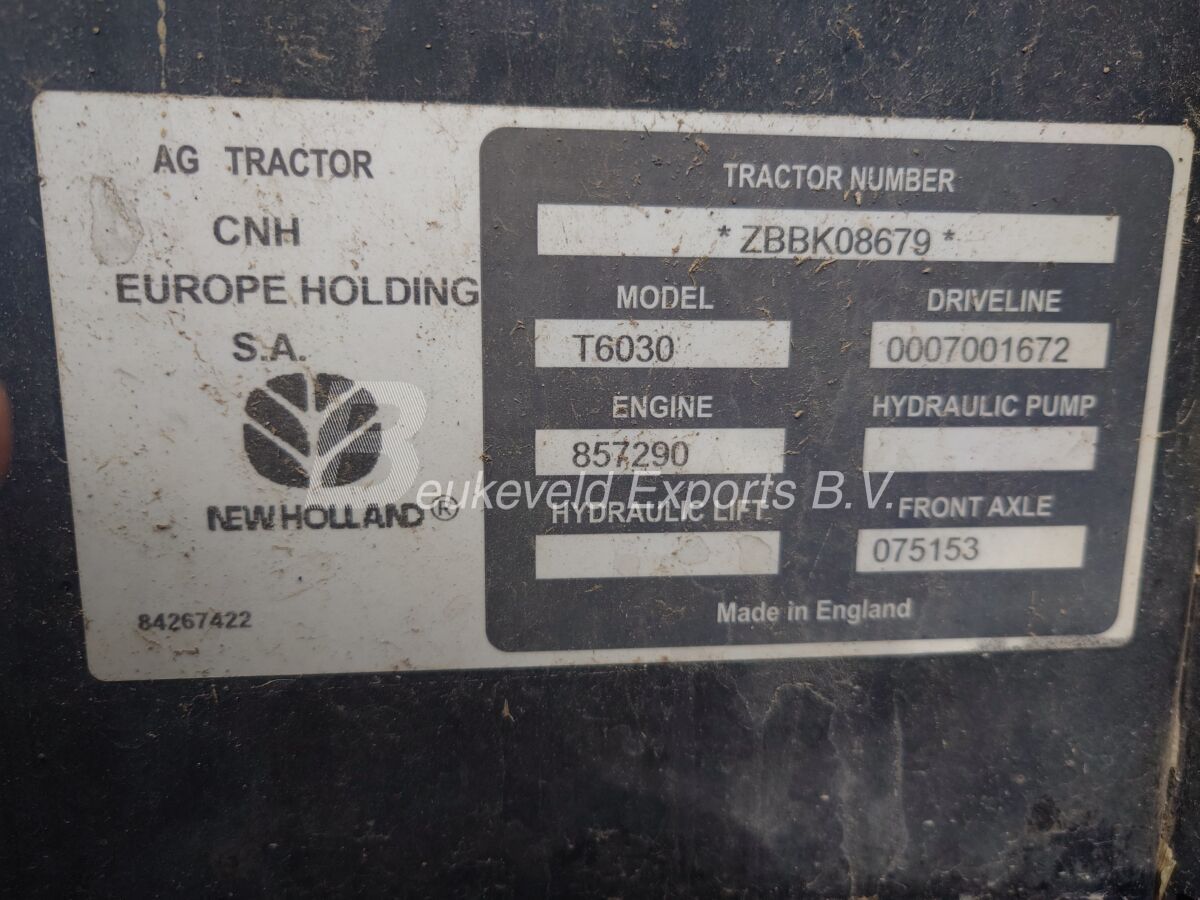 AG TRACTOR
CNH
EUROPE HOLDING
S.A.
NEW HOLLAND®
84267422
TRACTOR NUMBER
*ZBBK08679*
MODEL
T6030
DRIVELINE
0007001672
ENGINE
857290
HYDRAULIC PUMP
HYDRAULIC LIFT
FRONT AXLE
075153
Made in England
Beukeveld Exports B.V.